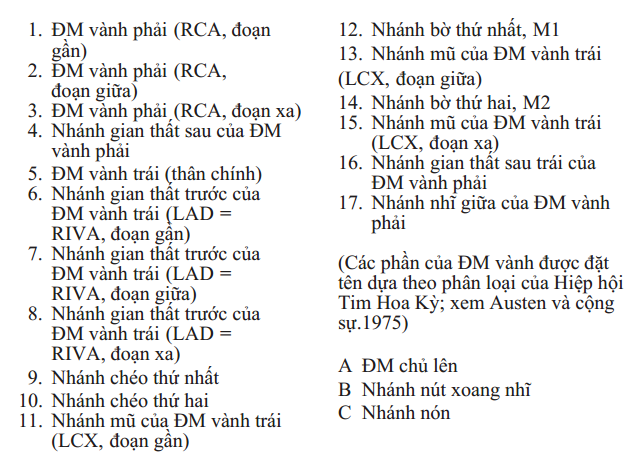 1. ĐM vành phải (RCA, đoạn
gần)
2. ĐM vành phải (RCA,
đoạn giữa)
3. ĐM vành phải (RCA, đoạn xa)
4. Nhánh gian thất sau của ĐM
vành phải
5. ĐM vành trái (thân chính)
6. Nhánh gian thất trước của
ĐM vành trái (LAD =
RIVA, đoạn gần)
7. Nhánh gian thất trước của
ĐM vành trái (LAD =
RIVA, đoạn giữa)
8. Nhánh gian thất trước của
ĐM vành trái (LAD =
RIVA, đoạn xa)
9. Nhánh chéo thứ nhất
10. Nhánh chéo thứ hai
11. Nhánh mũ của ĐM vành trái
(LCX, đoạn gần)
12. Nhánh bờ thứ nhất, M1
13. Nhánh mũ của ĐM vành trái
(LCX, đoạn giữa)
14. Nhánh bờ thứ hai, M2
15. Nhánh mũ của ĐM vành trái
(LCX, đoạn xa)
16. Nhánh gian thất sau trái của
ĐM vành phải
17. Nhánh nhĩ giữa của ĐM vành
phải
(Các phần của ĐM vành được đặt
tên dựa theo phân loại của Hiệp hội
Tim Hoa Kỳ; xem Austen và cộng
sự.1975)
A ĐM chủ lên
B Nhánh nút xoang nhĩ
C Nhánh nón